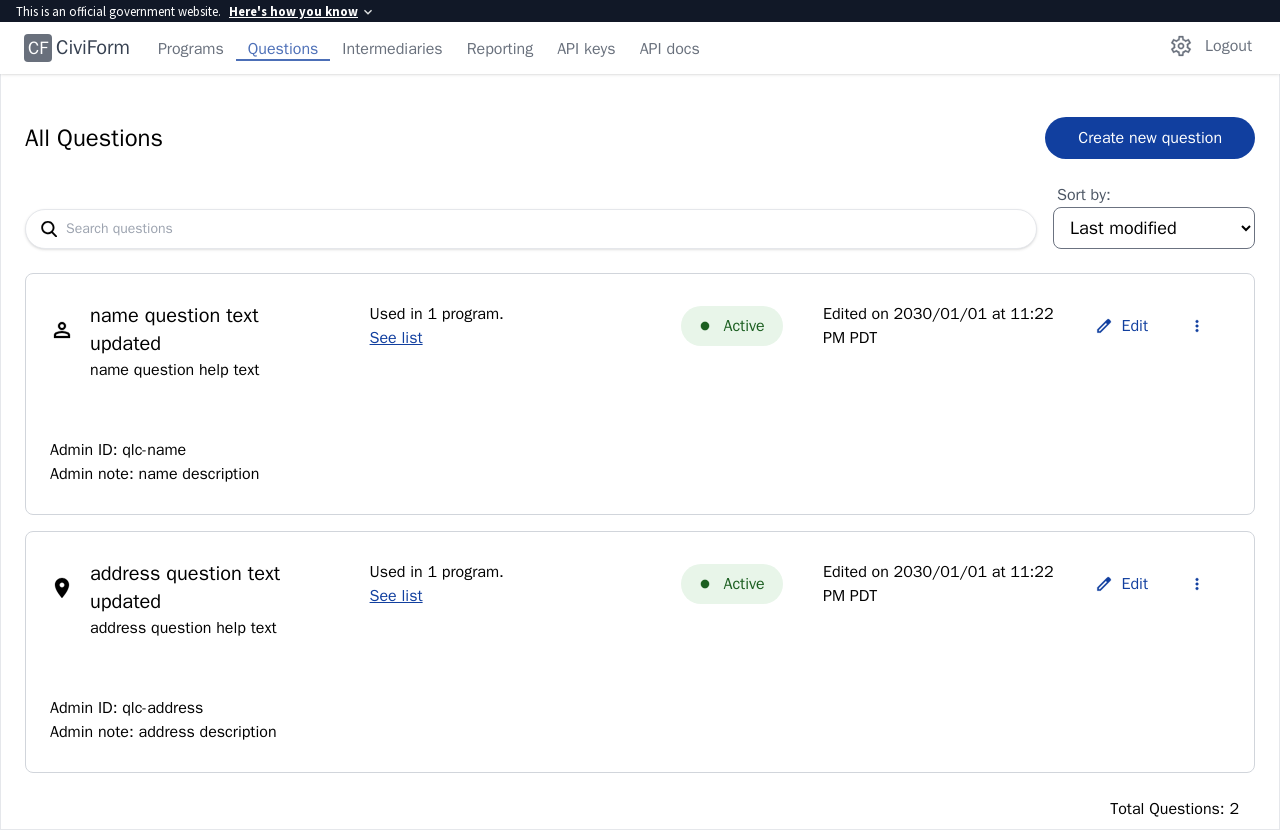 This is an official government website. Here's how you know
CF CiviForm Programs Questions Intermediaries Reporting API keys API docs Logout
All Questions
Create new question
Sort by:
Search questions
Last modified
name question text
updated
name question help text
Used in 1 program.
See list
Active
Edited on 2030/01/01 at 11:22
PM PDT
Edit
Admin ID: qlc-name
Admin note: name description
address question text
updated
address question help text
Used in 1 program.
See list
Active
Edited on 2030/01/01 at 11:22
PM PDT
Edit
Admin ID: qlc-address
Admin note: address description
Total Questions: 2